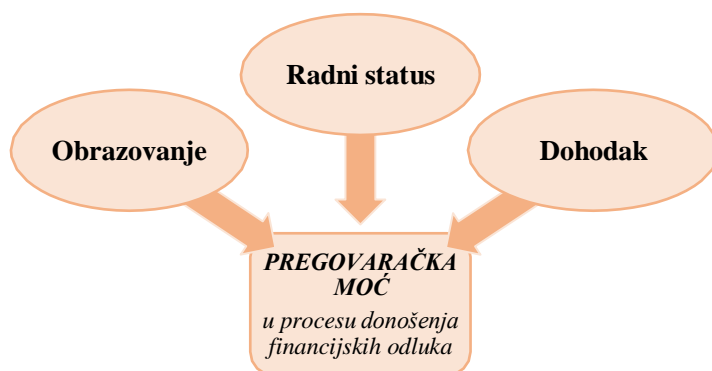 Radni status
Obrazovanje
Dohodak
PREGOVARAČKA
MOĆ
u procesu donošenja
financijskih odluka